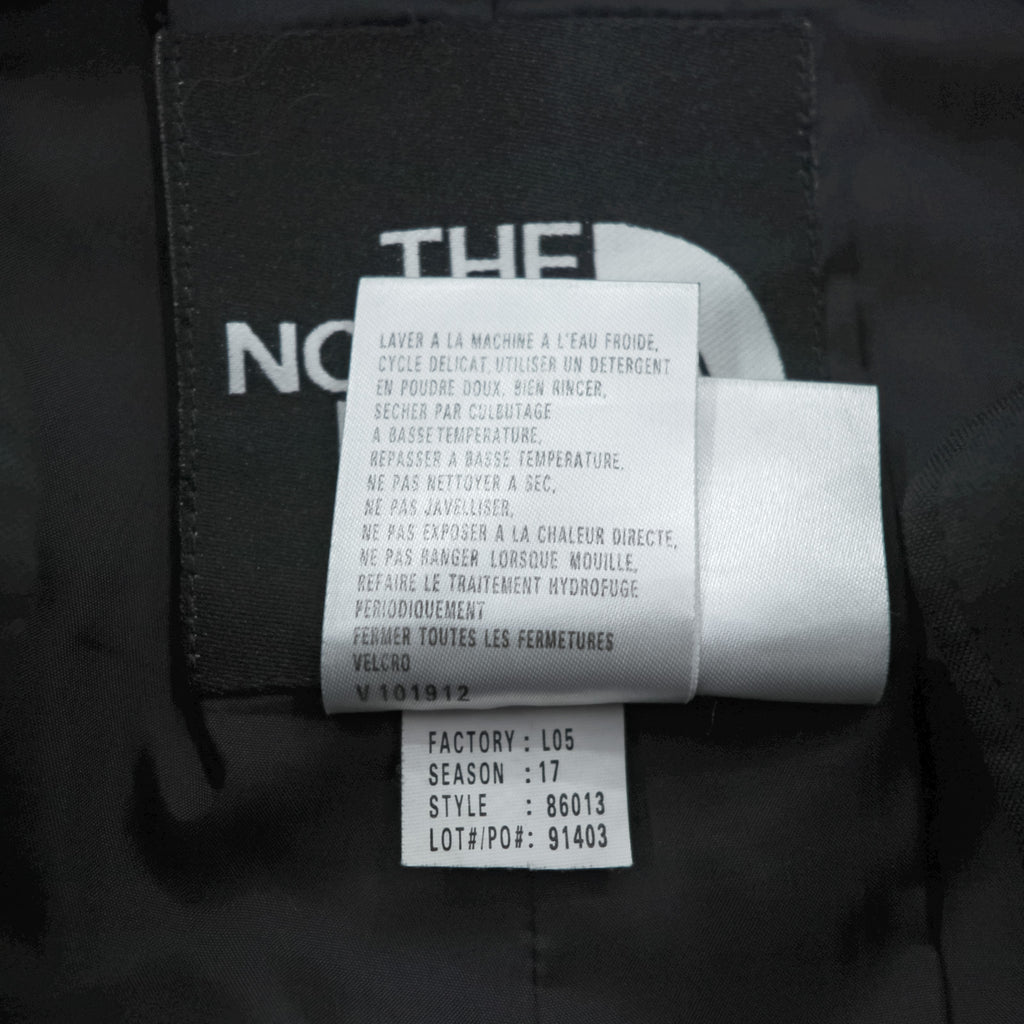 THE
NO
LAVER A LA MACHINE A L'EAU FROIDE,
CYCLE DELICAT, UTILISER UN DETERGENT
EN POUDRE DOUX, BIEN RINCER,
SECHER PAR CULBUTAGE
A BASSE TEMPERATURE,
REPASSER A BASSE TEMPERATURE,
NE PAS NETTOYER A SEC,
NE PAS JAVELLISER,
NE PAS EXPOSER A LA CHALEUR DIRECTE,
NE PAS RANGER LORSQUE MOUILLE,
REFAIRE LE TRAITEMENT HYDROFUGE
PERIODIQUEMENT
FERMER TOUTES LES FERMETURES
VELCRO
V 101912
FACTORY : L05
SEASON : 17
STYLE : 86013
LOT#/PO#: 91403